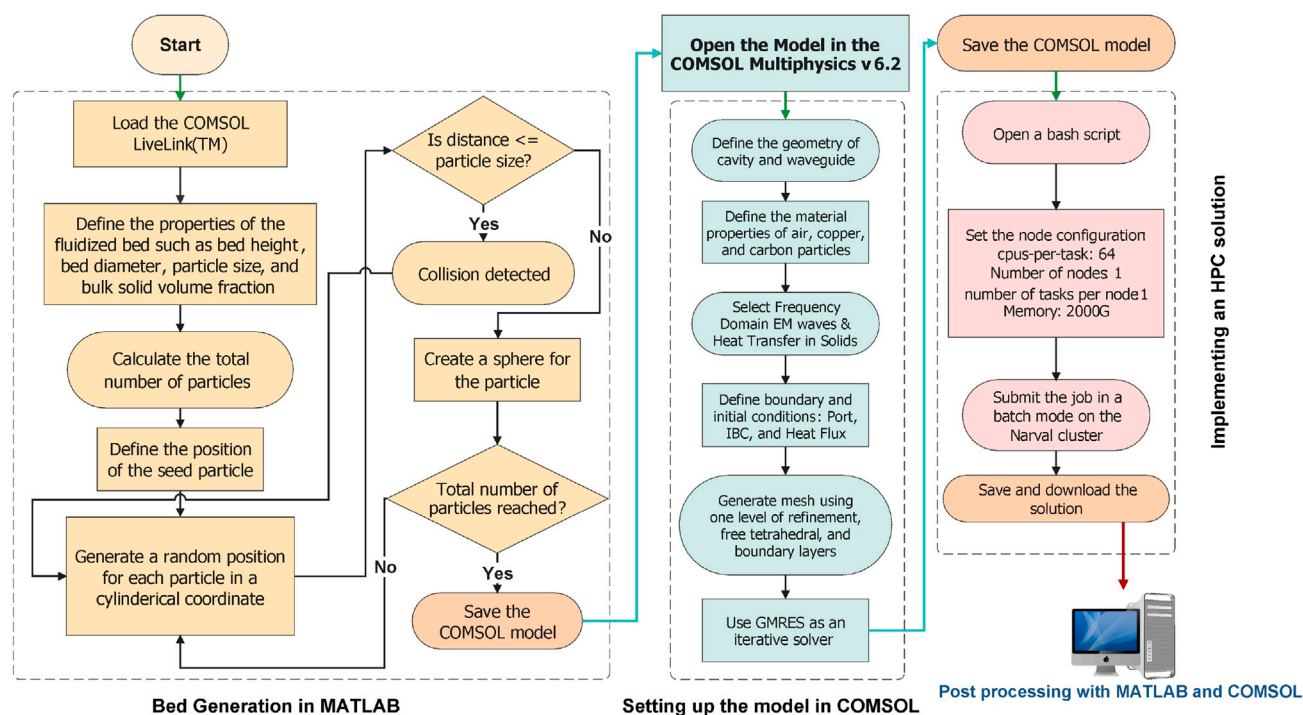 Start
Load the COMSOL
LiveLink(TM)
Define the properties of the
fluidized bed such as bed height,
bed diameter, particle size, and
bulk solid volume fraction
Calculate the total
number of particles
Define the position
of the seed particle
Generate a random position
for each particle in a
cylinderical coordinate
Is distance <=
particle size?
Yes
No
Collision detected
Create a sphere for
the particle
Total number of
particles reached?
No
Yes
Save the
COMSOL model
Bed Generation in MATLAB
Open the Model in the
COMSOL Multiphysics v 6.2
Define the geometry of
cavity and waveguide
Define the material
properties of air, copper,
and carbon particles
Select Frequency
Domain EM waves &
Heat Transfer in Solids
Define boundary and
initial conditions: Port,
IBC, and Heat Flux
Generate mesh using
one level of refinement,
free tetrahedral, and
boundary layers
Use GMRES as an
iterative solver
Setting up the model in COMSOL
Save the COMSOL model
Open a bash script
Set the node configuration
cpus-per-task: 64
Number of nodes 1
number of tasks per node 1
Memory: 2000G
Submit the job in a
batch mode on the
Narval cluster
Save and download the
solution
Implementing an HPC solution
Post processing with MATLAB and COMSOL